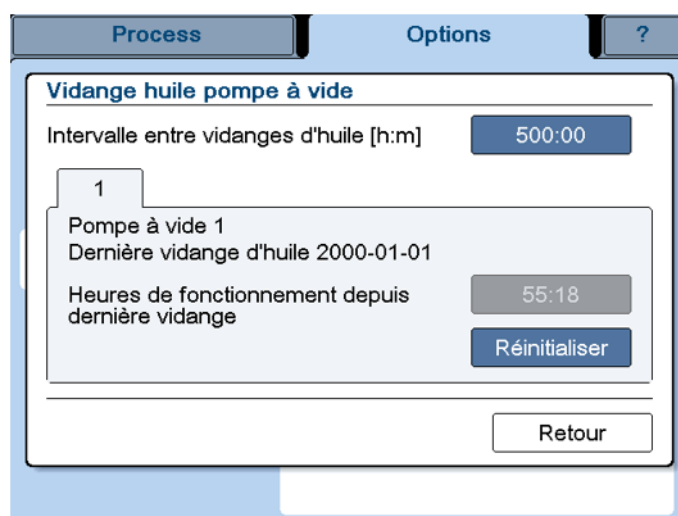 Process
Options
?
Vidange huile pompe à vide
Intervalle entre vidanges d'huile [h:m]
500:00
1
Pompe à vide 1
Dernière vidange d'huile 2000-01-01
Heures de fonctionnement depuis
dernière vidange
55:18
Réinitialiser
Retour